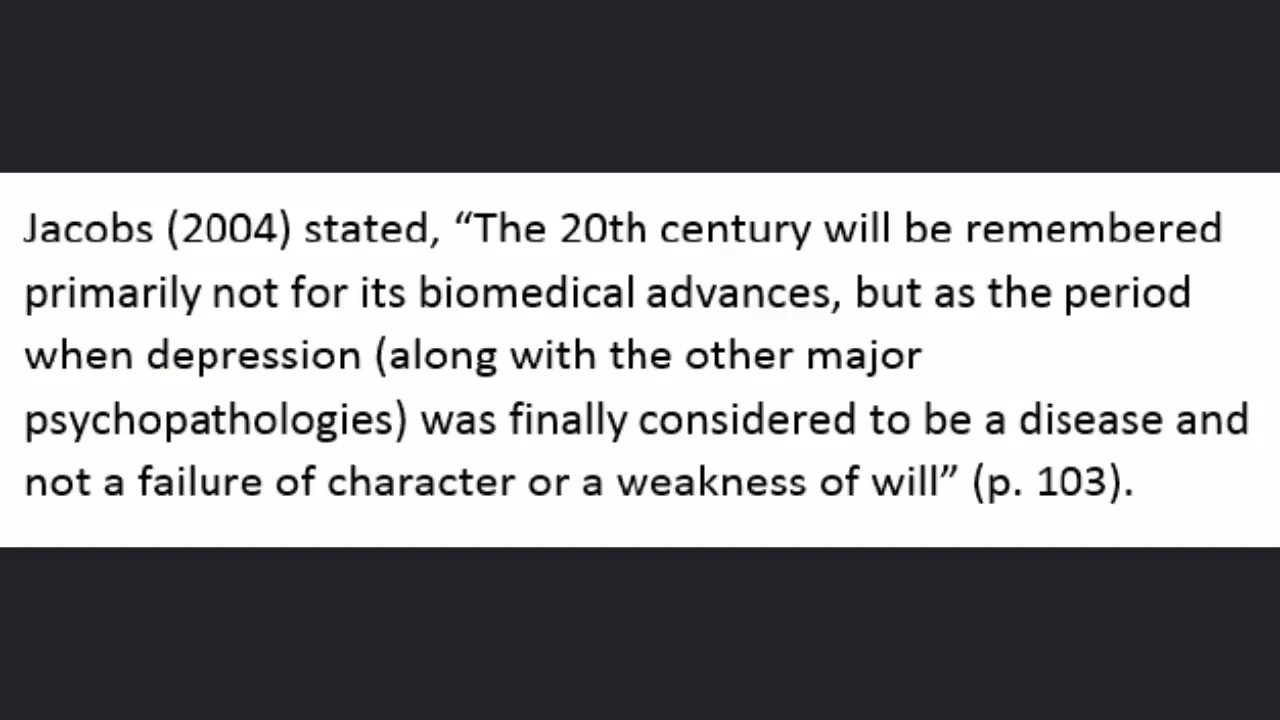 Jacobs (2004) stated, “The 20th century will be remembered
primarily not for its biomedical advances, but as the period
when depression (along with the other major
psychopathologies) was finally considered to be a disease and
not a failure of character or a weakness of will” (p. 103).